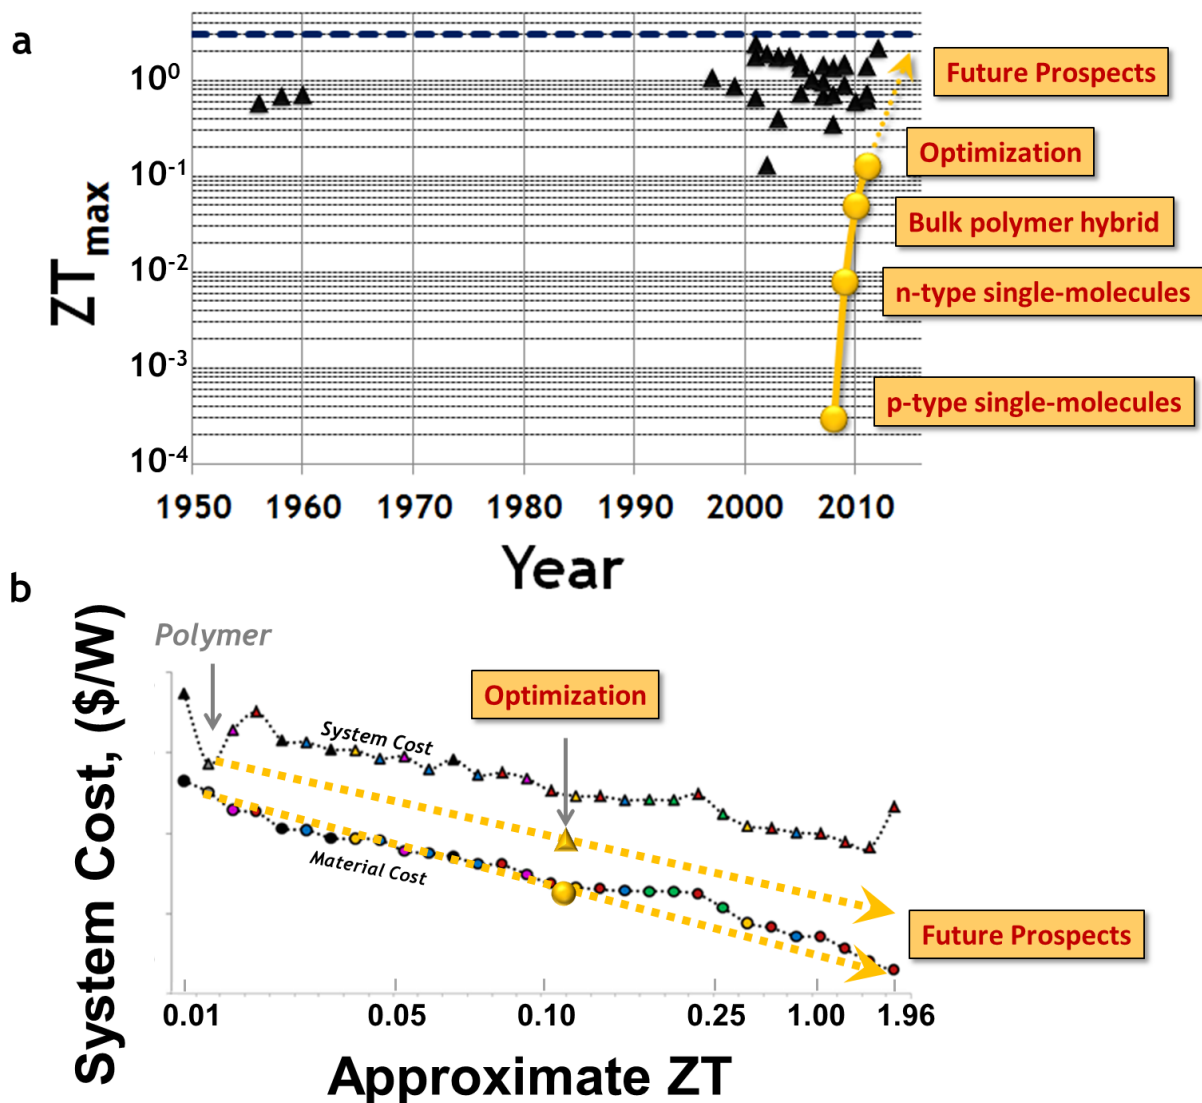 a
ZTmax
10^0
10^-1
10^-2
10^-3
10^-4
1950 1960 1970 1980 1990 2000 2010
Year
Future Prospects
Optimization
Bulk polymer hybrid
n-type single-molecules
p-type single-molecules
b
System Cost, ($/W)
Polymer
Optimization
System Cost
Material Cost
Future Prospects
0.01 0.05 0.10 0.25 1.00 1.96
Approximate ZT